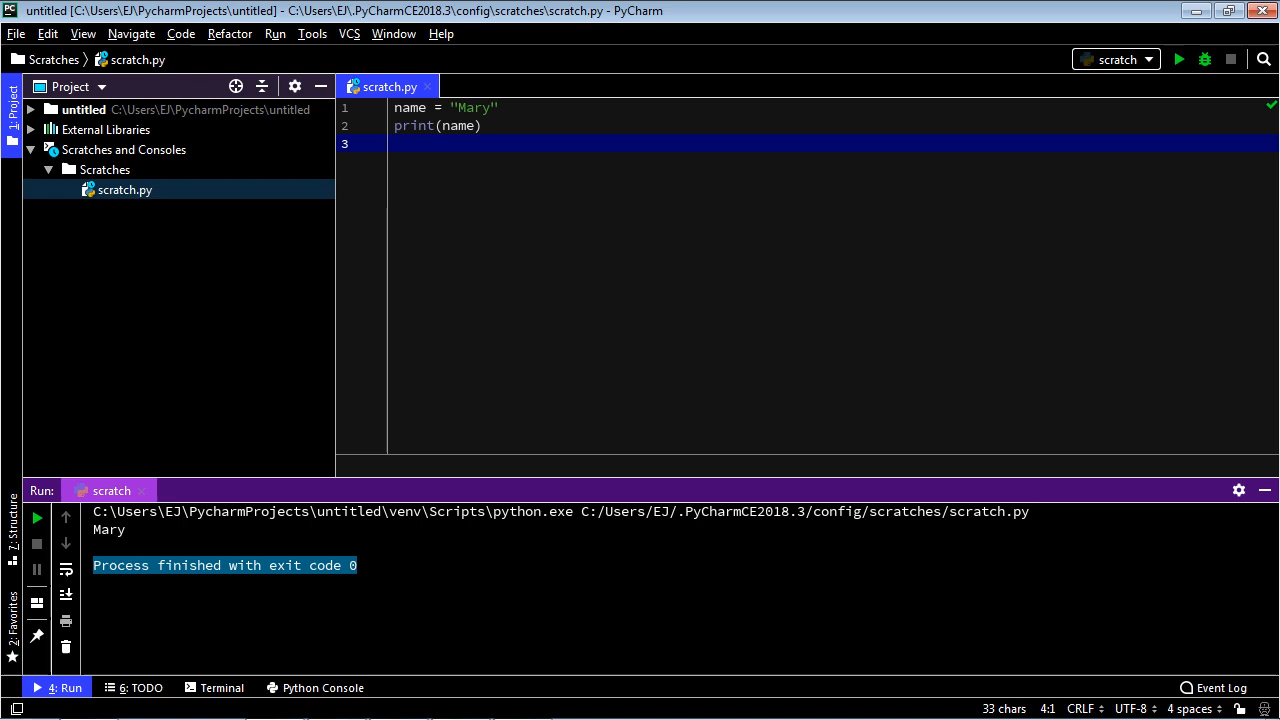 untitled [C:\Users\EJ\PycharmProjects\untitled] - C:\Users\EJ\.PyCharmCE2018.3\config\scratches\scratch.py - PyCharm
File Edit View Navigate Code Refactor Run Tools VCS Window Help
Scratches scratch.py scratch
1: Project
Project
scratch.py
untitled C:\Users\EJ\PycharmProjects\untitled
External Libraries
Scratches and Consoles
Scratches
scratch.py
1 name = "Mary"
2 print(name)
3
Run: scratch
C:\Users\EJ\PycharmProjects\untitled\venv\Scripts\python.exe C:/Users/EJ/.PyCharmCE2018.3/config/scratches/scratch.py
Mary
Process finished with exit code 0
7: Structure
2: Favorites
4: Run 6: TODO Terminal Python Console Event Log
33 chars 4:1 CRLF UTF-8 4 spaces